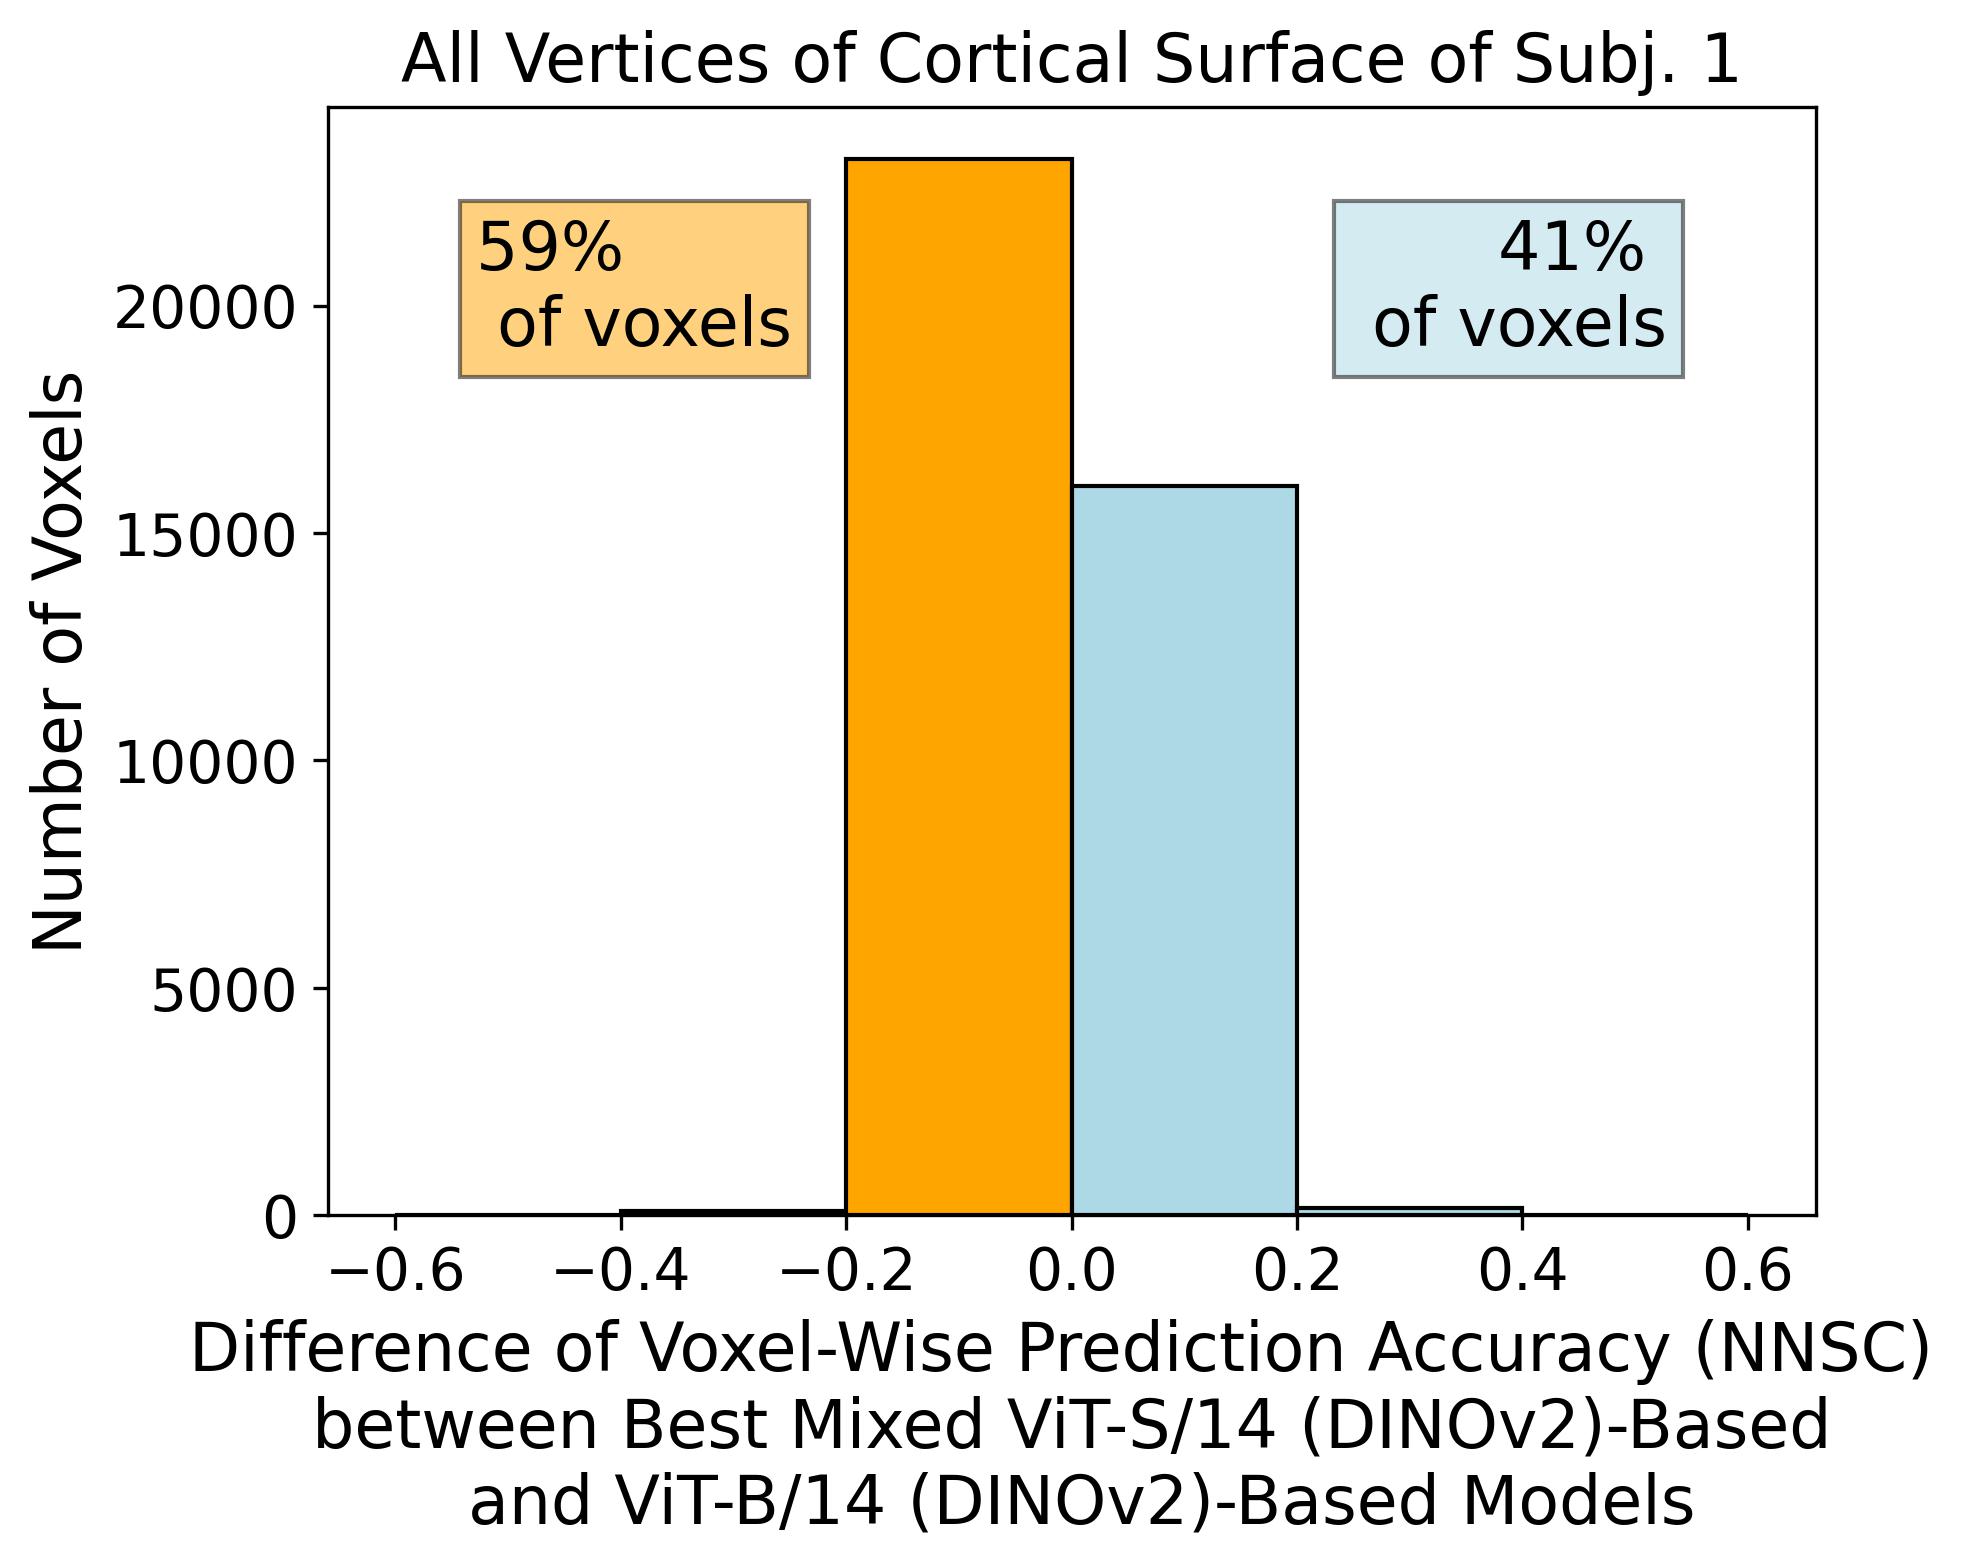 All Vertices of Cortical Surface of Subj. 1
59%
of voxels
41%
of voxels
Number of Voxels
20000
15000
10000
5000
0
−0.6
−0.4
−0.2
0.0
0.2
0.4
0.6
Difference of Voxel-Wise Prediction Accuracy (NNSC)
between Best Mixed ViT-S/14 (DINOv2)-Based
and ViT-B/14 (DINOv2)-Based Models